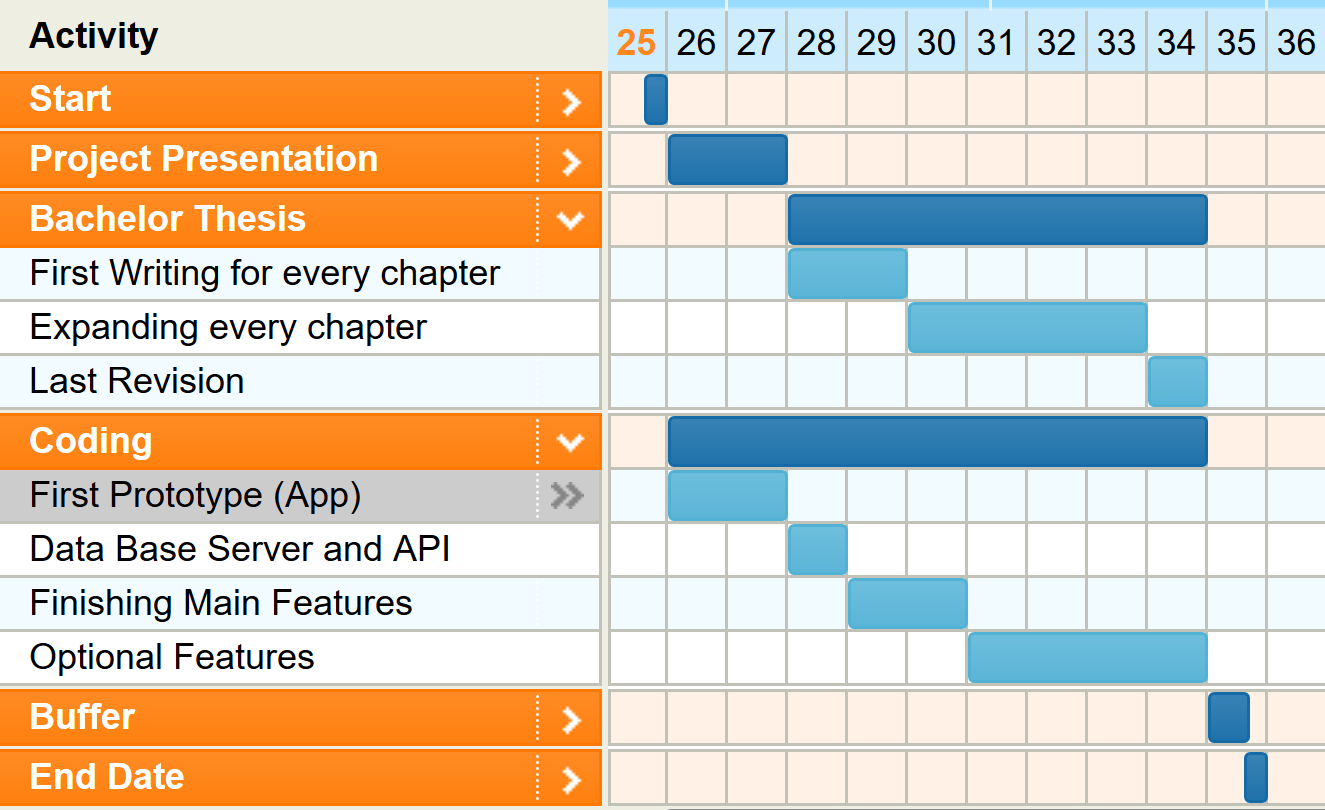 Activity 25 26 27 28 29 30 31 32 33 34 35 36
Start
Project Presentation
Bachelor Thesis
First Writing for every chapter
Expanding every chapter
Last Revision
Coding
First Prototype (App)
Data Base Server and API
Finishing Main Features
Optional Features
Buffer
End Date